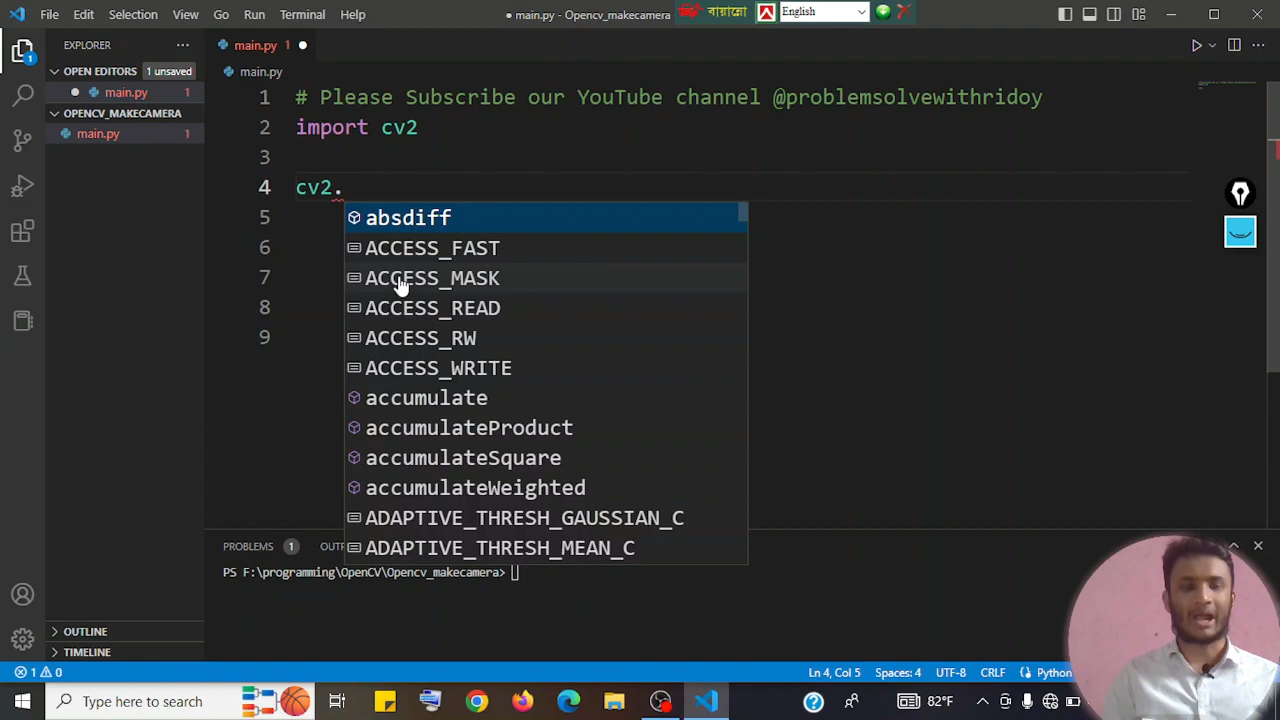 File Edit Selection View Go Run Terminal Help
● main.py - Opencv_makecamera
বায়ান্নো English
EXPLORER
main.py 1
OPEN EDITORS 1 unsaved
main.py
main.py 1
OPENCV_MAKECAMERA
main.py 1
1 # Please Subscribe our YouTube channel @problemsolvewithridoy
2 import cv2
3
4 cv2.
5
6
7
8
9
absdiff
ACCESS_FAST
ACCESS_MASK
ACCESS_READ
ACCESS_RW
ACCESS_WRITE
accumulate
accumulateProduct
accumulateSquare
accumulateWeighted
ADAPTIVE_THRESH_GAUSSIAN_C
ADAPTIVE_THRESH_MEAN_C
PROBLEMS 1 OUTP
PS F:\programming\OpenCV\Opencv_makecamera>
OUTLINE
TIMELINE
1 0 Ln 4, Col 5 Spaces: 4 UTF-8 CRLF Python
Type here to search 82°F